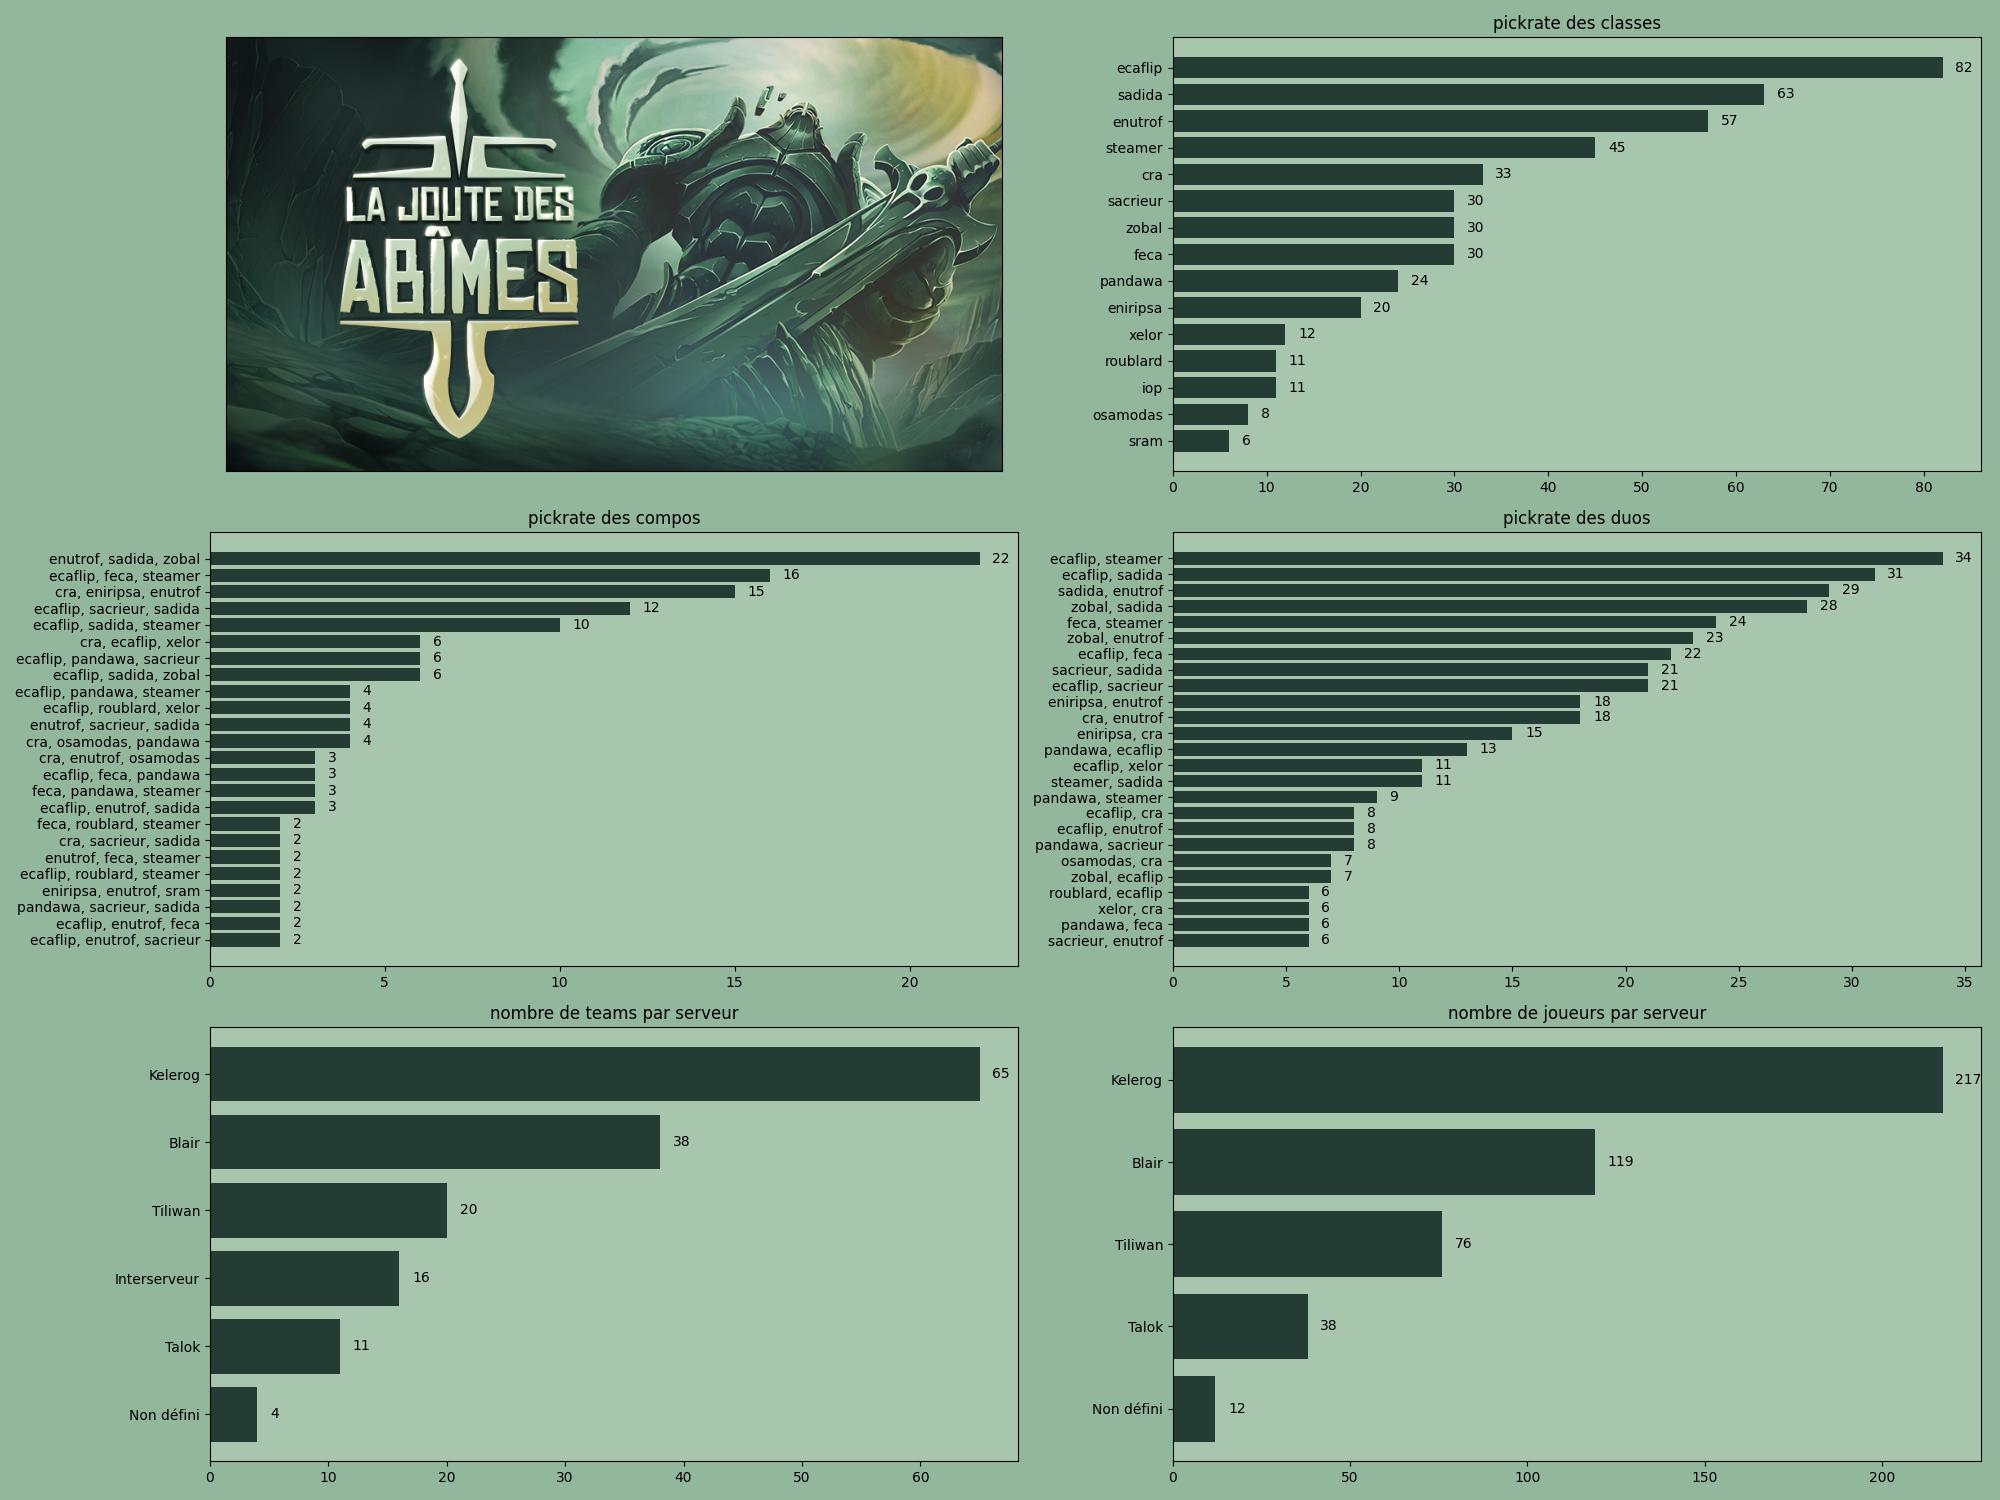 LA JOUTE DES
ABÎMES
pickrate des classes
ecaflip 82
sadida 63
enutrof 57
steamer 45
cra 33
sacrieur 30
zobal 30
feca 30
pandawa 24
eniripsa 20
xelor 12
roublard 11
iop 11
osamodas 8
sram 6
0 10 20 30 40 50 60 70 80
pickrate des compos
enutrof, sadida, zobal 22
ecaflip, feca, steamer 16
cra, eniripsa, enutrof 15
ecaflip, sacrieur, sadida 12
ecaflip, sadida, steamer 10
cra, ecaflip, xelor 6
ecaflip, pandawa, sacrieur 6
ecaflip, sadida, zobal 6
ecaflip, pandawa, steamer 4
ecaflip, roublard, xelor 4
enutrof, sacrieur, sadida 4
cra, osamodas, pandawa 4
cra, enutrof, osamodas 3
ecaflip, feca, pandawa 3
feca, pandawa, steamer 3
ecaflip, enutrof, sadida 3
feca, roublard, steamer 2
cra, sacrieur, sadida 2
enutrof, feca, steamer 2
ecaflip, roublard, steamer 2
eniripsa, enutrof, sram 2
pandawa, sacrieur, sadida 2
ecaflip, enutrof, feca 2
ecaflip, enutrof, sacrieur 2
0 5 10 15 20
pickrate des duos
ecaflip, steamer 34
ecaflip, sadida 31
sadida, enutrof 29
zobal, sadida 28
feca, steamer 24
zobal, enutrof 23
ecaflip, feca 22
sacrieur, sadida 21
ecaflip, sacrieur 21
eniripsa, enutrof 18
cra, enutrof 18
eniripsa, cra 15
pandawa, ecaflip 13
ecaflip, xelor 11
steamer, sadida 11
pandawa, steamer 9
ecaflip, cra 8
ecaflip, enutrof 8
pandawa, sacrieur 8
osamodas, cra 7
zobal, ecaflip 7
roublard, ecaflip 6
xelor, cra 6
pandawa, feca 6
sacrieur, enutrof 6
0 5 10 15 20 25 30 35
nombre de teams par serveur
Kelerog 65
Blair 38
Tiliwan 20
Interserveur 16
Talok 11
Non défini 4
0 10 20 30 40 50 60
nombre de joueurs par serveur
Kelerog 217
Blair 119
Tiliwan 76
Talok 38
Non défini 12
0 50 100 150 200